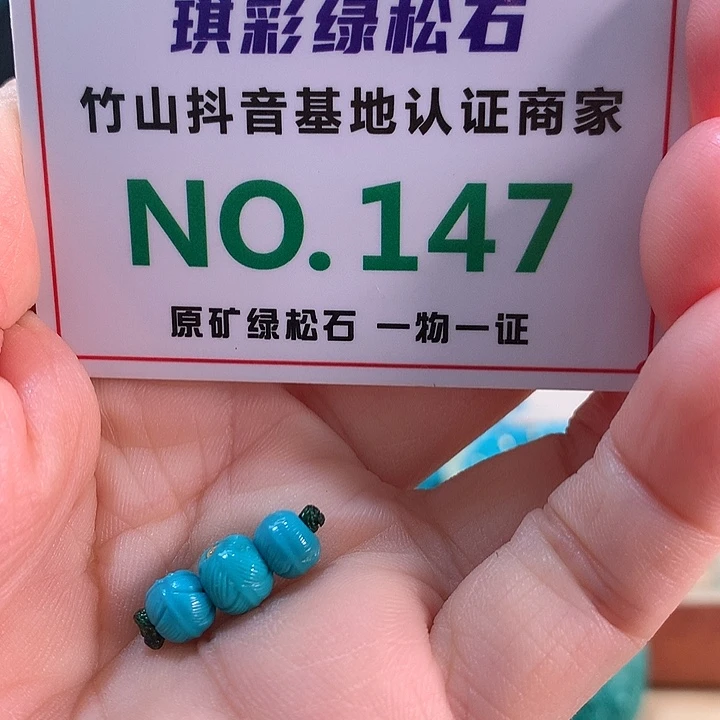 琪彩绿松石
竹山抖音基地认证商家
NO.147
原矿绿松石 一物一证